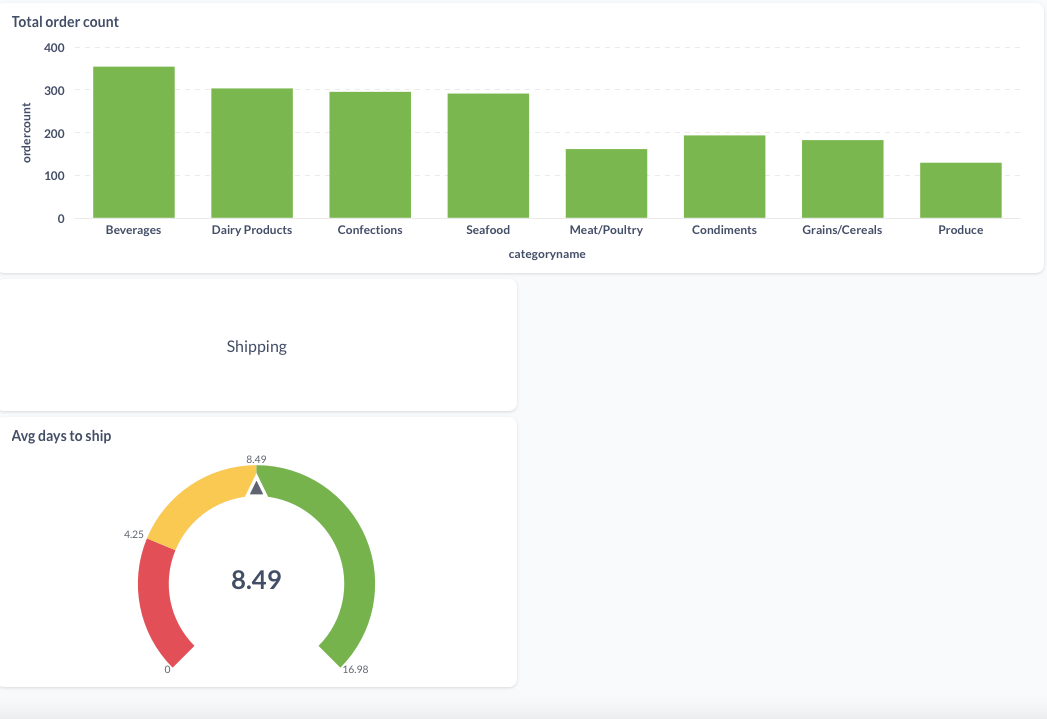 Total order count
400
300
200
100
0
ordercount
Beverages Dairy Products Confections Seafood Meat/Poultry Condiments Grains/Cereals Produce
categoryname
Shipping
Avg days to ship
8.49
4.25
8.49
0 16.98